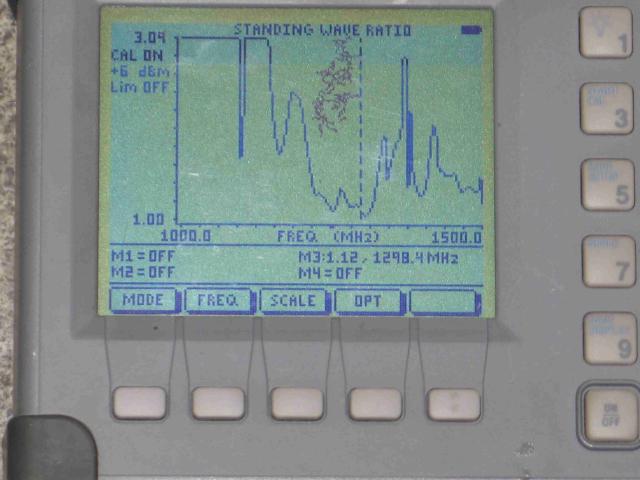 STANDING WAVE RATIO
3.04
CAL ON
+6 dBm
Lim OFF
1.00
1000.0 FREQ (MHz) 1500.0
M1=OFF M3:1.12, 1298.4MHz
M2=OFF M4=OFF
MODE FREQ SCALE OPT
1
3
5
7
9
ON
OFF